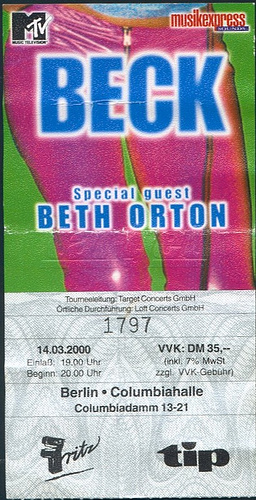 MTV
MUSIC TELEVISION
musikexpress
SOUNDS
BECK
Special guest
BETH ORTON
Tourneeleitung: Target Concerts GmbH
Örtliche Durchführung: Loft Concerts GmbH
1797
14.03.2000 VVK: DM 35,--
Einlaß: 19.00 Uhr (inkl. 7% MwSt
Beginn: 20.00 Uhr zzgl. VVK-Gebühr)
Berlin • Columbiahalle
Columbiadamm 13-21
Fritz tip